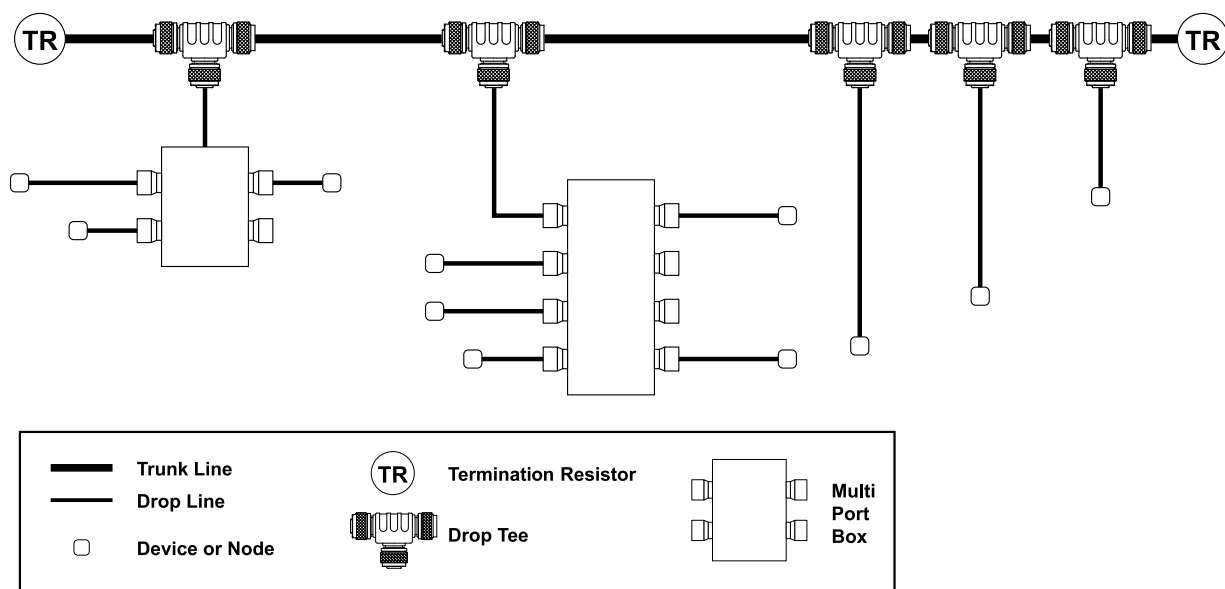 TR
TR
Trunk Line
Drop Line
Device or Node
TR
Termination Resistor
Drop Tee
Multi
Port
Box